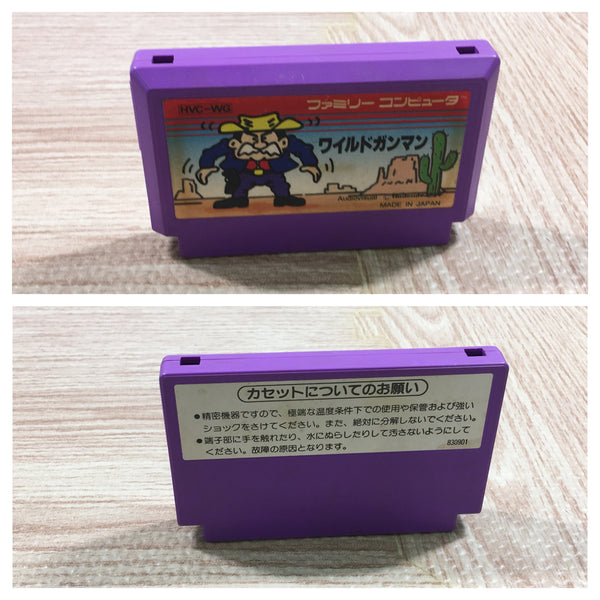 HVC-WG
ファミリー コンピュータ
ワイルドガンマン
Audiovisual
MADE IN JAPAN
カセットについてのお願い
●精密機器ですので、極端な温度条件下での使用や保管および強い
ショックをさけてください。また、絶対に分解しないでください。
●端子部に手を触れたり、水にぬらしたりして汚さないようにして
ください。故障の原因となります。
830901